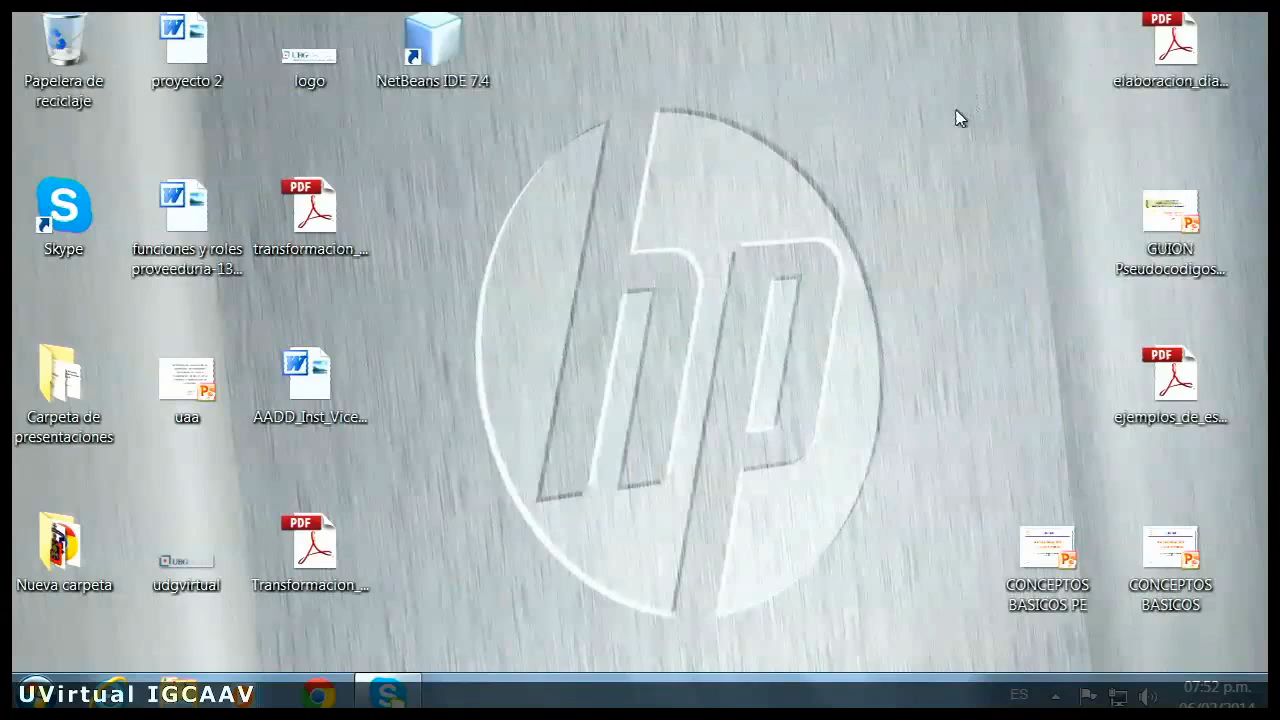 Papelera de
reciclaje
proyecto 2
logo
NetBeans IDE 7.4
PDF
elaboracion_dia...
Skype
funciones y roles
proveeduria-13...
PDF
transformacion_...
GUION
Pseudocodigos...
Carpeta de
presentaciones
uaa
AADD_Inst_Vice...
PDF
ejemplos_de_es...
Nueva carpeta
udgvirtual
PDF
Transformacion_...
CONCEPTOS
BASICOS PE
CONCEPTOS
BASICOS
hp
UVirtual IGCAAV
ES
07:52 p.m.